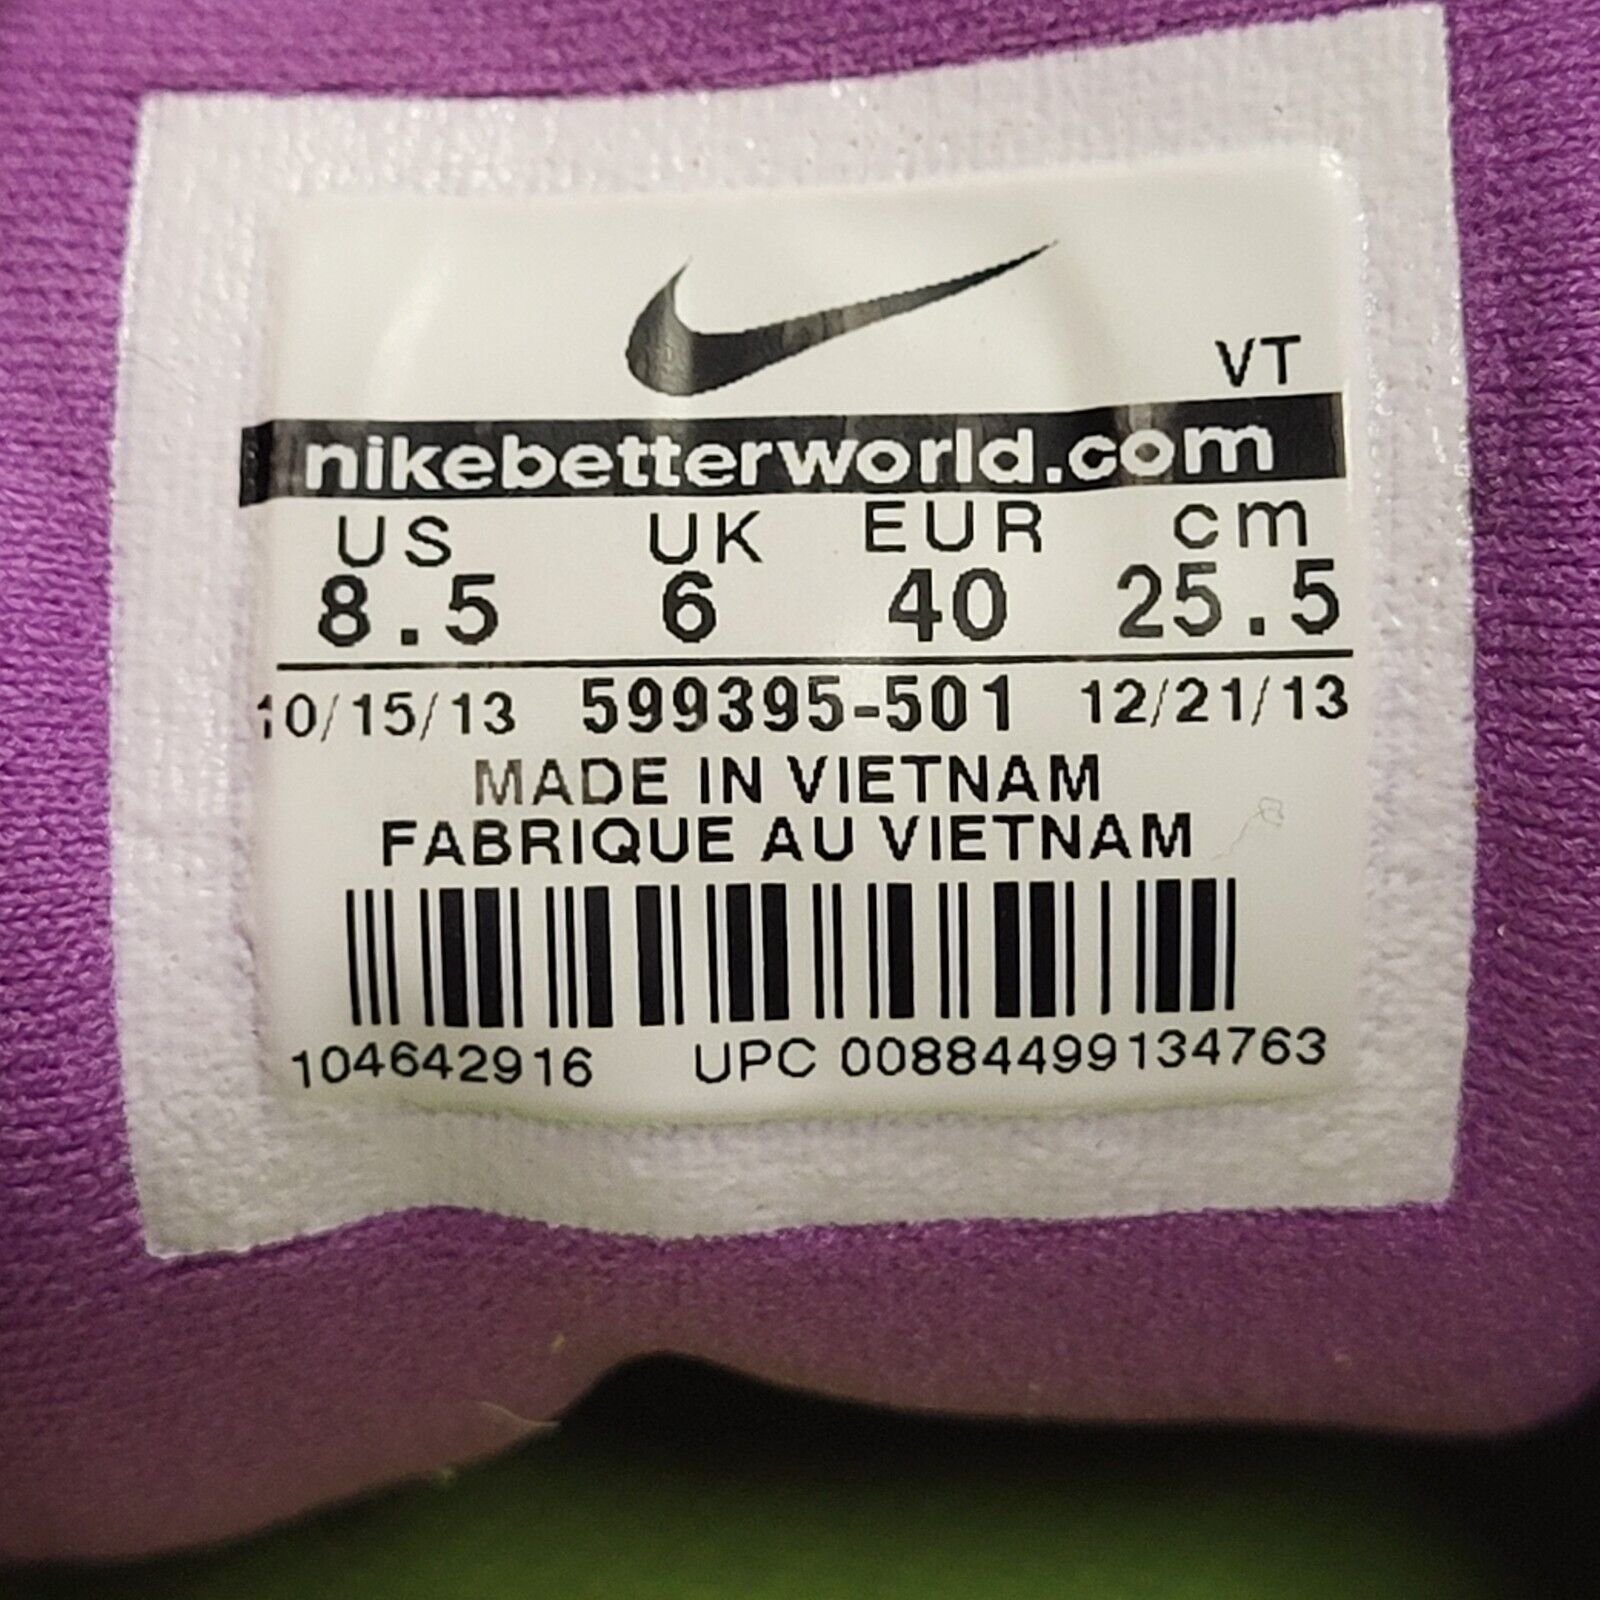 VT
nikebetterworld.com
US UK EUR cm
8.5 6 40 25.5
10/15/13 599395-501 12/21/13
MADE IN VIETNAM
FABRIQUE AU VIETNAM
104642916 UPC 00884499134763